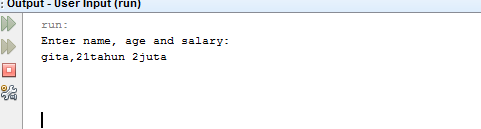 : Output - User Input (run)
run:
Enter name, age and salary:
gita,21tahun 2juta